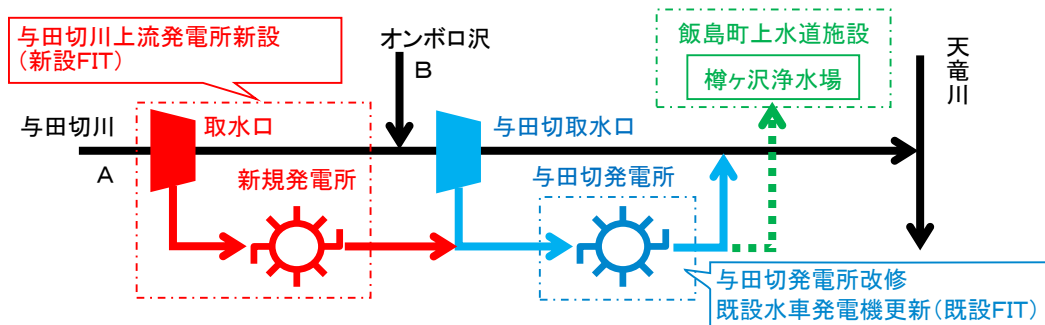 与田切川上流発電所新設
（新設FIT）
オンボロ沢
B
飯島町上水道施設
樽ヶ沢浄水場
天竜川
与田切川
A
取水口
与田切取水口
新規発電所
与田切発電所
与田切発電所改修
既設水車発電機更新（既設FIT）